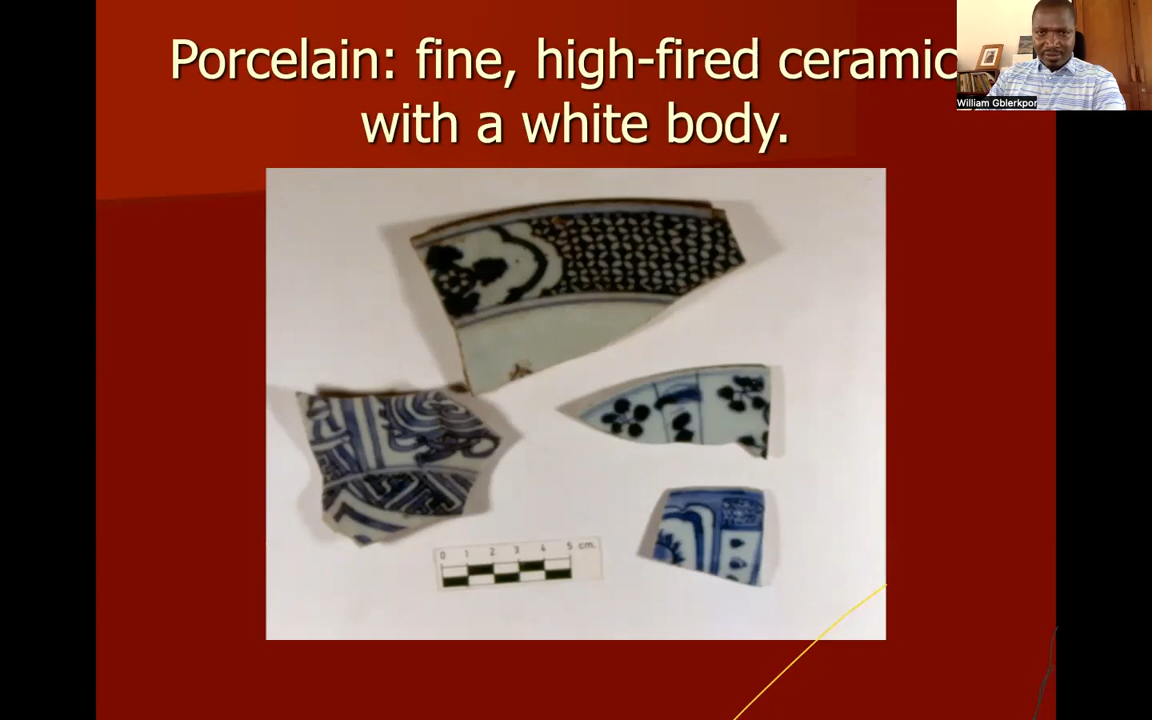 Porcelain: fine, high-fired ceramic
with a white body.
William Gblerkpor
0 1 2 3 4 5 cm.